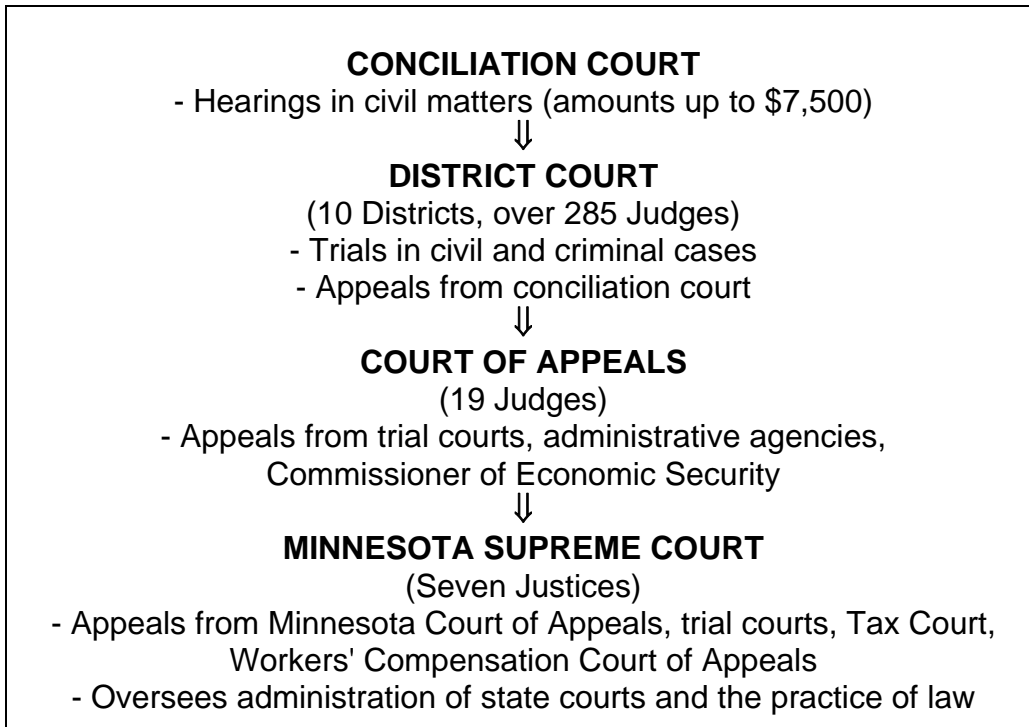 CONCILIATION COURT
- Hearings in civil matters (amounts up to $7,500)
⇓
DISTRICT COURT
(10 Districts, over 285 Judges)
- Trials in civil and criminal cases
- Appeals from conciliation court
⇓
COURT OF APPEALS
(19 Judges)
- Appeals from trial courts, administrative agencies,
Commissioner of Economic Security
⇓
MINNESOTA SUPREME COURT
(Seven Justices)
- Appeals from Minnesota Court of Appeals, trial courts, Tax Court,
Workers' Compensation Court of Appeals
- Oversees administration of state courts and the practice of law